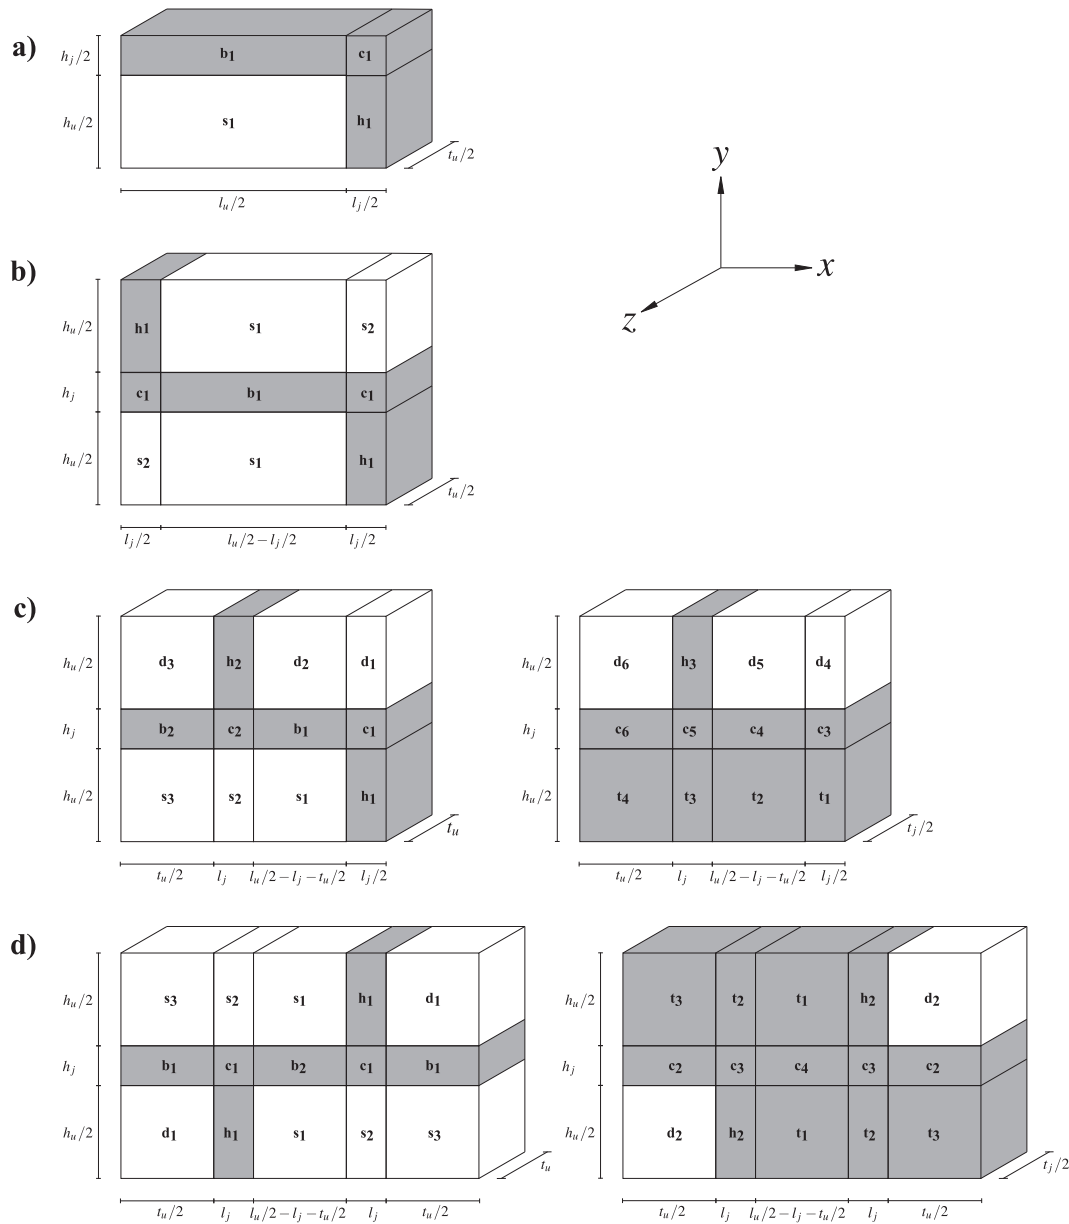 a)
h_j/2
b1
c1
h_u/2
s1
h1
t_u/2
l_u/2
l_j/2
y
x
z
b)
h_u/2
h1
s1
s2
h_j
c1
b1
c1
h_u/2
s2
s1
h1
t_u/2
l_j/2
l_u/2−l_j/2
l_j/2
c)
h_u/2
d3
h2
d2
d1
h_j
b2
c2
b1
c1
h_u/2
s3
s2
s1
h1
t_u
t_u/2
l_j
l_u/2−l_j−t_u/2
l_j/2
h_u/2
d6
h3
d5
d4
h_j
c6
c5
c4
c3
h_u/2
t4
t3
t2
t1
t_j/2
t_u/2
l_j
l_u/2−l_j−t_u/2
l_j/2
d)
h_u/2
s3
s2
s1
h1
d1
h_j
b1
c1
b2
c1
b1
h_u/2
d1
h1
s1
s2
s3
t_u
t_u/2
l_j
l_u/2−l_j−t_u/2
l_j
t_u/2
h_u/2
t3
t2
t1
h2
d2
h_j
c2
c3
c4
c3
c2
h_u/2
d2
h2
t1
t2
t3
t_j/2
t_u/2
l_j
l_u/2−l_j−t_u/2
l_j
t_u/2